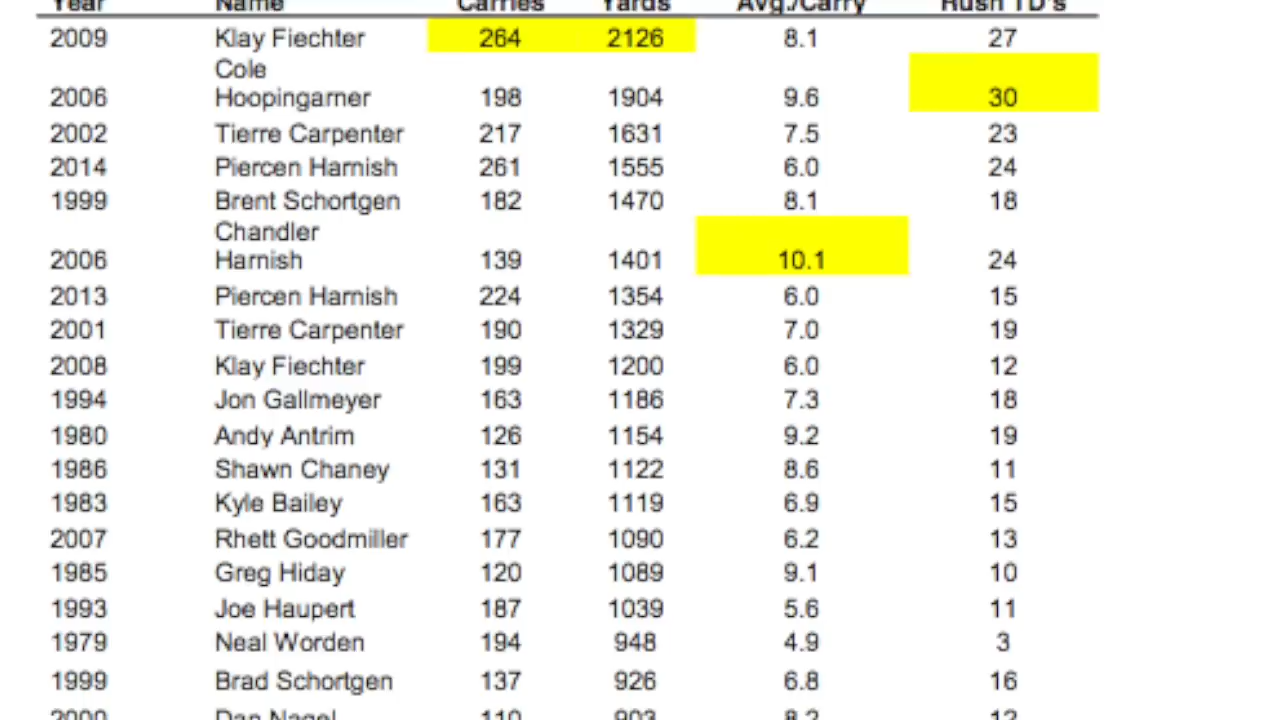 Year Name Carries Yards Avg./Carry Rush TD's
2009 Klay Fiechter 264 2126 8.1 27
Cole
2006 Hoopingarner 198 1904 9.6 30
2002 Tierre Carpenter 217 1631 7.5 23
2014 Piercen Harnish 261 1555 6.0 24
1999 Brent Schortgen 182 1470 8.1 18
Chandler
2006 Harnish 139 1401 10.1 24
2013 Piercen Harnish 224 1354 6.0 15
2001 Tierre Carpenter 190 1329 7.0 19
2008 Klay Fiechter 199 1200 6.0 12
1994 Jon Gallmeyer 163 1186 7.3 18
1980 Andy Antrim 126 1154 9.2 19
1986 Shawn Chaney 131 1122 8.6 11
1983 Kyle Bailey 163 1119 6.9 15
2007 Rhett Goodmiller 177 1090 6.2 13
1985 Greg Hiday 120 1089 9.1 10
1993 Joe Haupert 187 1039 5.6 11
1979 Neal Worden 194 948 4.9 3
1999 Brad Schortgen 137 926 6.8 16
2000 Dan Nagel 110 903 8.2 12